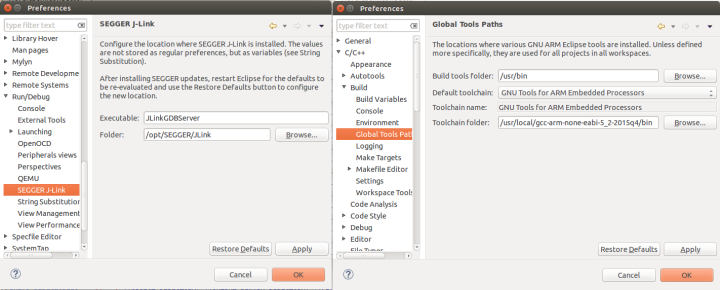 Preferences
type filter text
Library Hover
Man pages
Mylyn
Remote Developme
Remote Systems
Run/Debug
Console
External Tools
Launching
OpenOCD
Peripherals views
Perspectives
QEMU
SEGGER J-Link
String Substitution
View Management
View Performance
Specfile Editor
SystemTap
SEGGER J-Link
Configure the location where SEGGER J-Link is installed. The values
are not stored as regular preferences, but as variables (see String
Substitution).
After installing SEGGER updates, restart Eclipse for the defaults to
be re-evaluated and use the Restore Defaults button to configure
the new location.
Executable: JLinkGDBServer
Folder: /opt/SEGGER/JLink Browse...
Restore Defaults Apply
Cancel OK
Preferences
type filter text
General
C/C++
Appearance
Autotools
Build
Build Variables
Console
Environment
Global Tools Pat
Logging
Make Targets
Makefile Editor
Settings
Workspace Tools
Code Analysis
Code Style
Debug
Editor
File Types
Global Tools Paths
The locations where various GNU ARM Eclipse tools are installed. Unless defined
more specifically, they are used for all projects in all workspaces.
Build tools folder: /usr/bin Browse...
Default toolchain: GNU Tools for ARM Embedded Processors
Toolchain name: GNU Tools for ARM Embedded Processors
Toolchain folder: /usr/local/gcc-arm-none-eabi-5_2-2015q4/bin Browse...
Restore Defaults Apply
Cancel OK